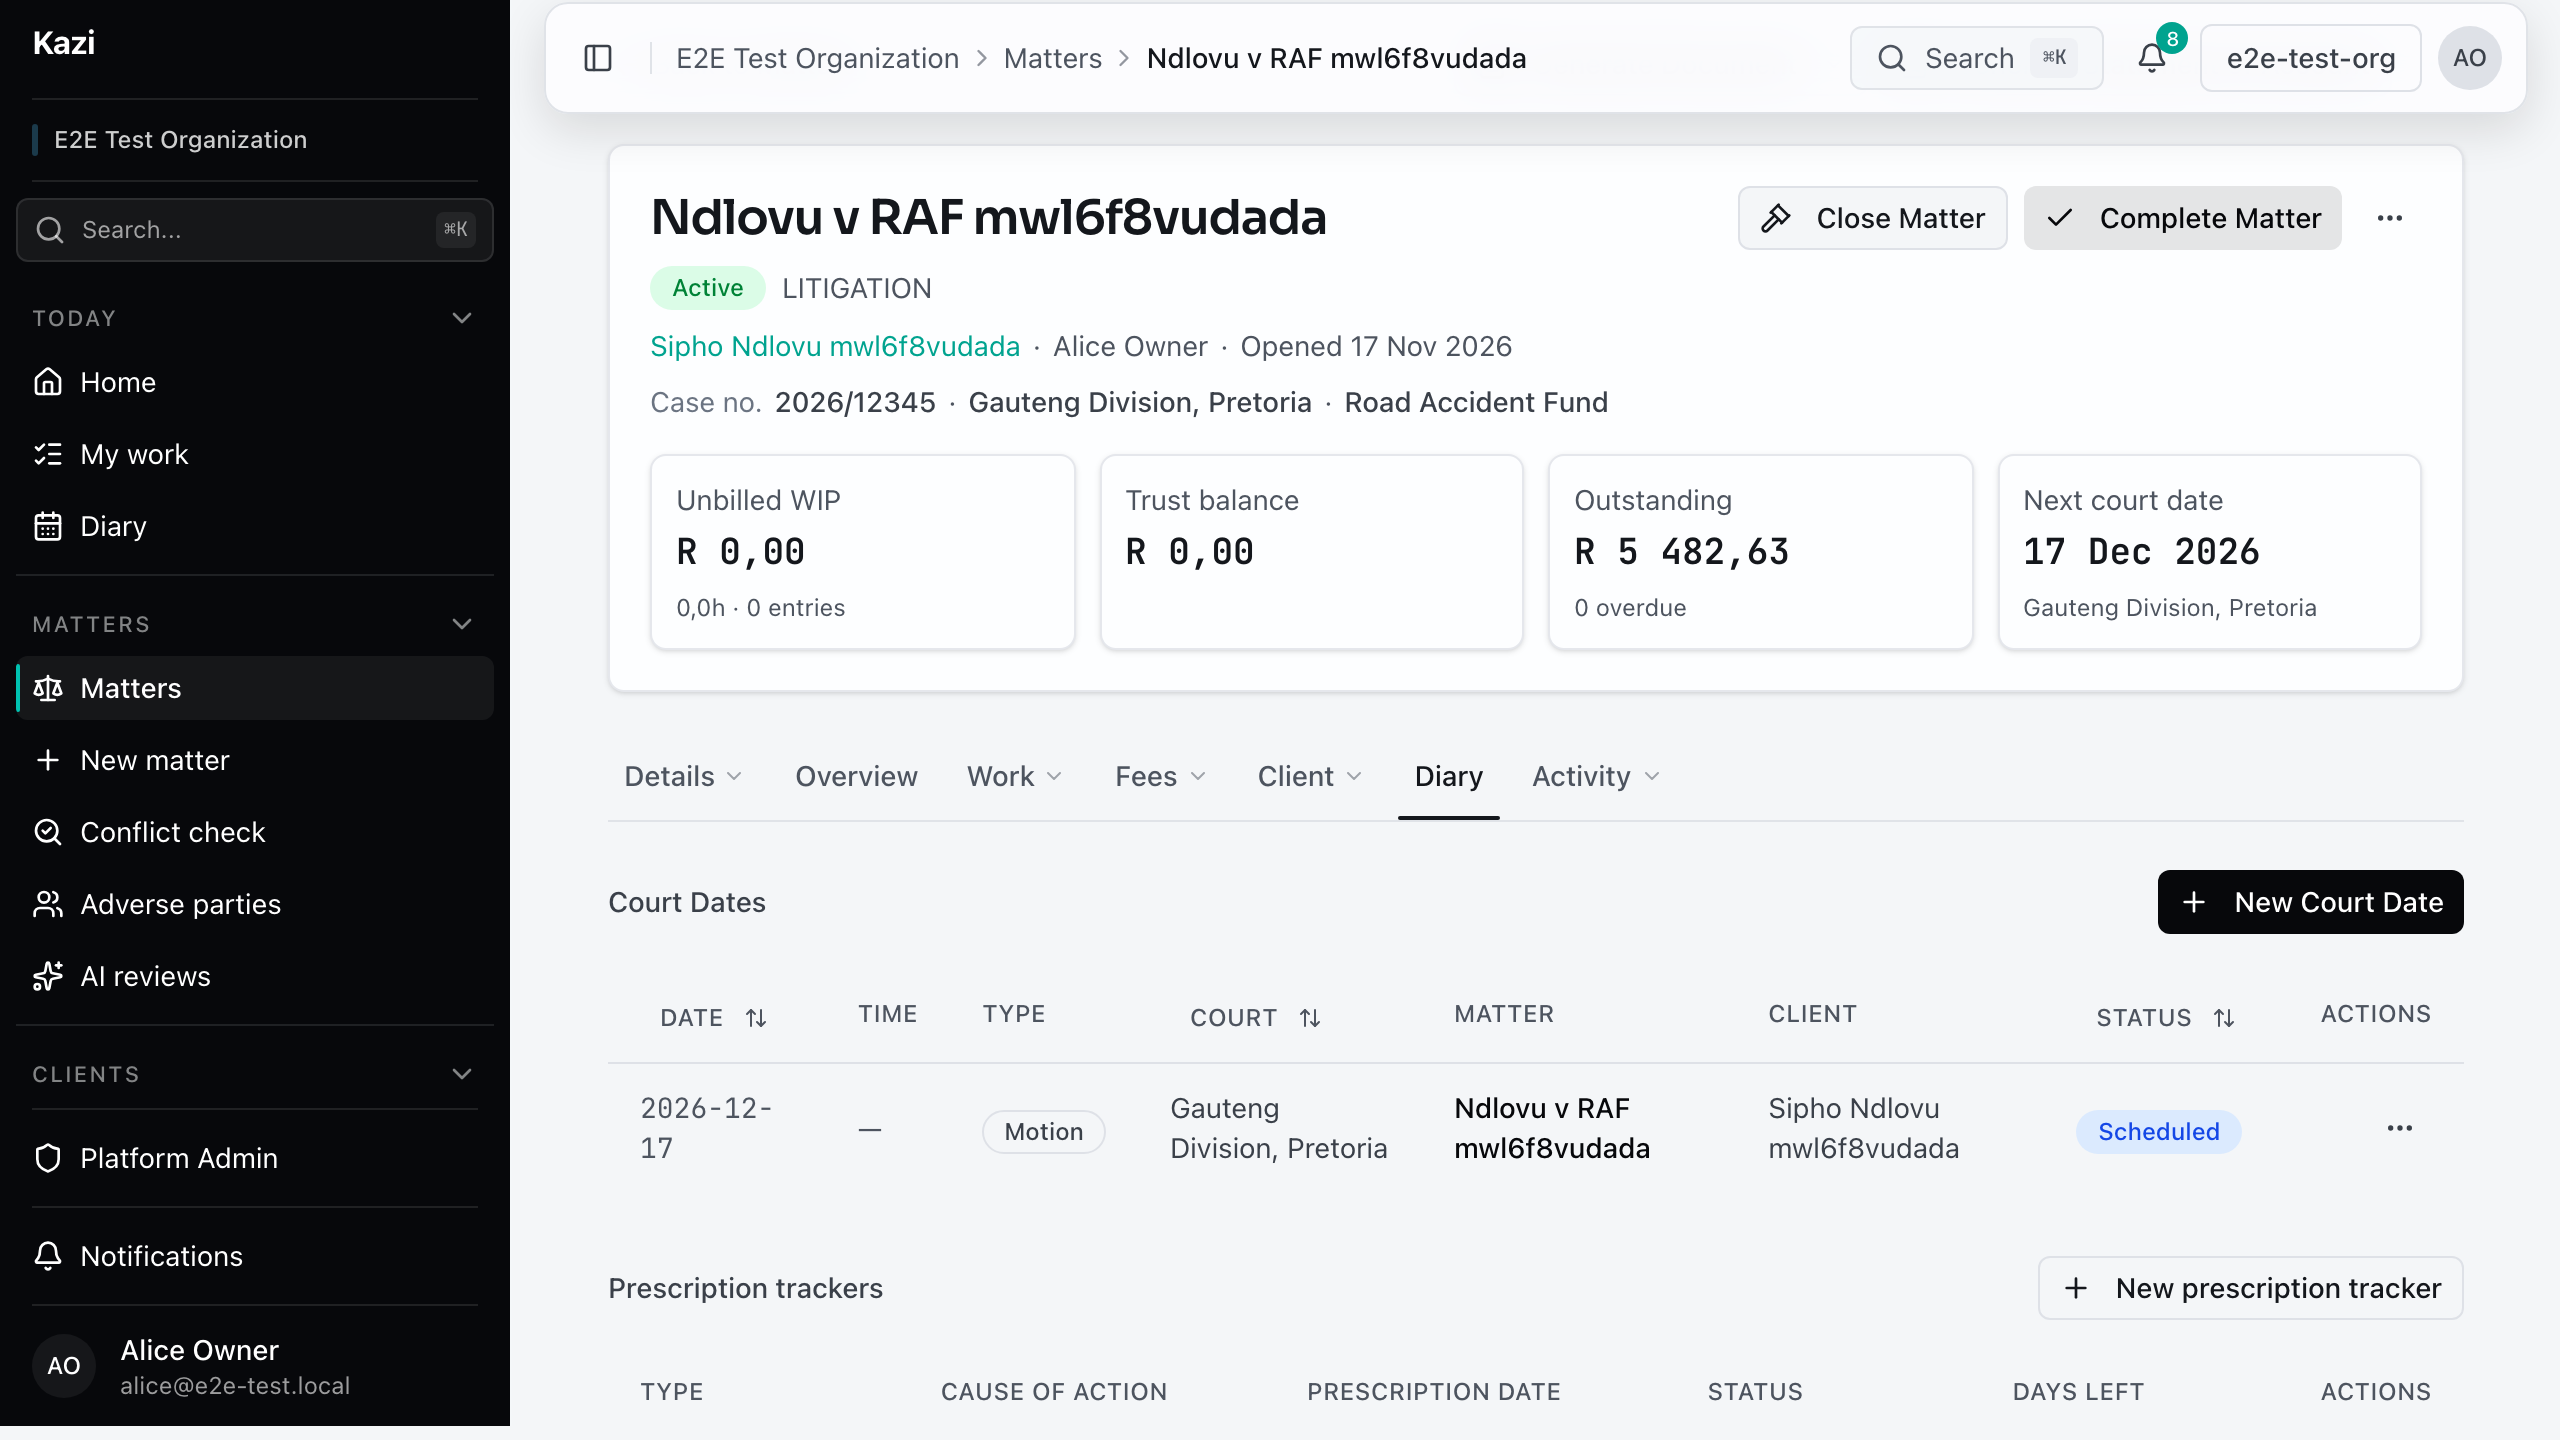 Kazi
E2E Test Organization
Search...
⌘K
TODAY
Home
My work
Diary
MATTERS
Matters
New matter
Conflict check
Adverse parties
AI reviews
CLIENTS
Platform Admin
Notifications
AO
Alice Owner
alice@e2e-test.local
E2E Test Organization > Matters > Ndlovu v RAF mwl6f8vudada
Search ⌘K
8
e2e-test-org
AO
Ndlovu v RAF mwl6f8vudada
Close Matter
Complete Matter
Active LITIGATION
Sipho Ndlovu mwl6f8vudada · Alice Owner · Opened 17 Nov 2026
Case no. 2026/12345 · Gauteng Division, Pretoria · Road Accident Fund
Unbilled WIP
R 0,00
0,0h · 0 entries
Trust balance
R 0,00
Outstanding
R 5 482,63
0 overdue
Next court date
17 Dec 2026
Gauteng Division, Pretoria
Details Overview Work Fees Client Diary Activity
Court Dates
New Court Date
DATE TIME TYPE COURT MATTER CLIENT STATUS ACTIONS
2026-12-
17
—
Motion
Gauteng
Division, Pretoria
Ndlovu v RAF
mwl6f8vudada
Sipho Ndlovu
mwl6f8vudada
Scheduled
Prescription trackers
New prescription tracker
TYPE CAUSE OF ACTION PRESCRIPTION DATE STATUS DAYS LEFT ACTIONS